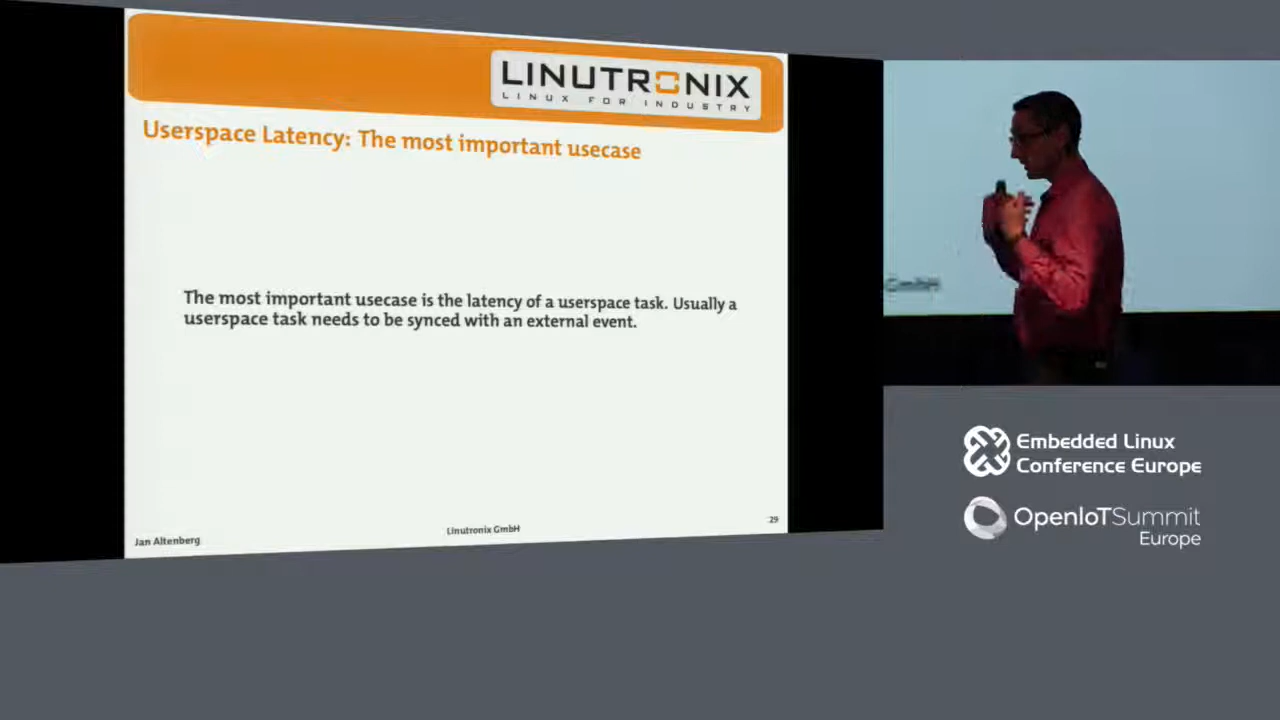 LINUTRONIX
LINUX FOR INDUSTRY
Userspace Latency: The most important usecase
The most important usecase is the latency of a userspace task. Usually a
userspace task needs to be synced with an external event.
Jan Altenberg
Linutronix GmbH
29
Embedded Linux
Conference Europe
OpenIoTSummit
Europe